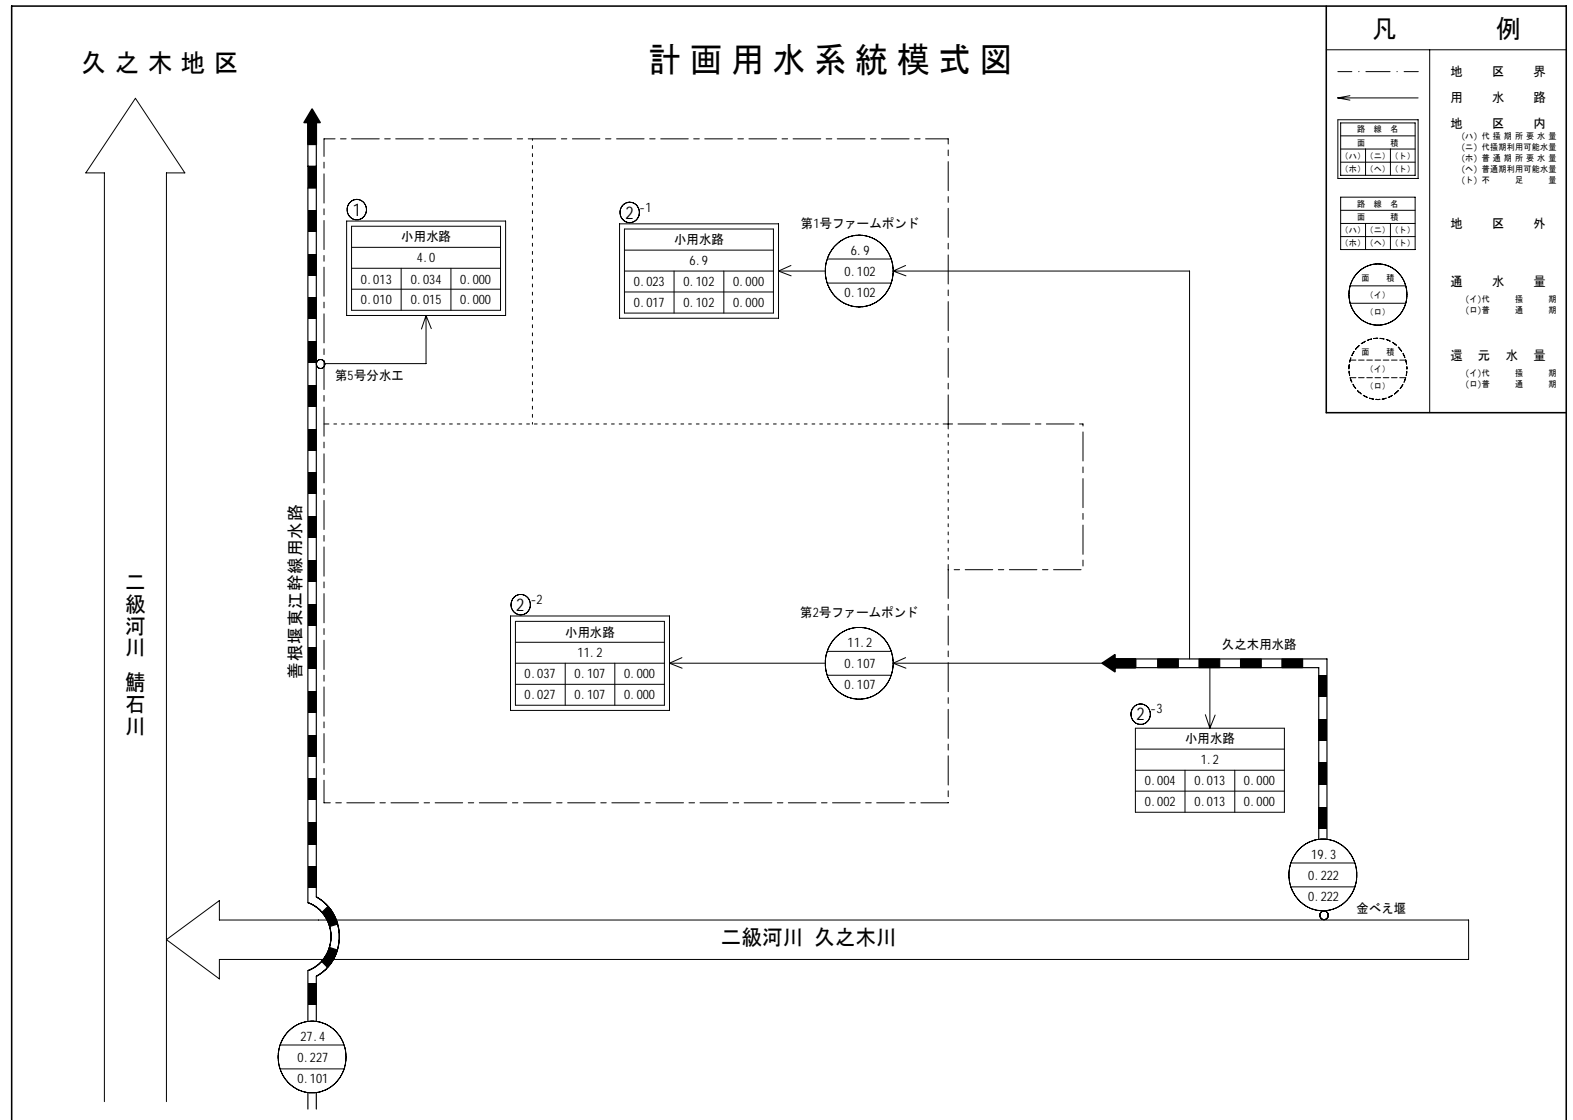 久之木地区
計画用水系統模式図
凡 例
地区界
用水路
路線名
面積
(ハ) (ニ) (ト)
(ホ) (ヘ) (ト)
地区内
(ハ) 代掻期所要水量
(ニ) 代掻期利用可能水量
(ホ) 普通期所要水量
(ヘ) 普通期利用可能水量
(ト) 不足量
路線名
面積
(ハ) (ニ) (ト)
(ホ) (ヘ) (ト)
地区外
面積
(イ)
(ロ)
通水量
(イ)代掻期
(ロ)普通期
面積
(イ)
(ロ)
還元水量
(イ)代掻期
(ロ)普通期
①
小用水路
4.0
0.013 0.034 0.000
0.010 0.015 0.000
第5号分水工
②-1
小用水路
6.9
0.023 0.102 0.000
0.017 0.102 0.000
第1号ファームポンド
6.9
0.102
0.102
善根堰東江幹線用水路
二級河川 鯖石川
②-2
小用水路
11.2
0.037 0.107 0.000
0.027 0.107 0.000
第2号ファームポンド
11.2
0.107
0.107
久之木用水路
②-3
小用水路
1.2
0.004 0.013 0.000
0.002 0.013 0.000
19.3
0.222
0.222
金べえ堰
二級河川 久之木川
27.4
0.227
0.101